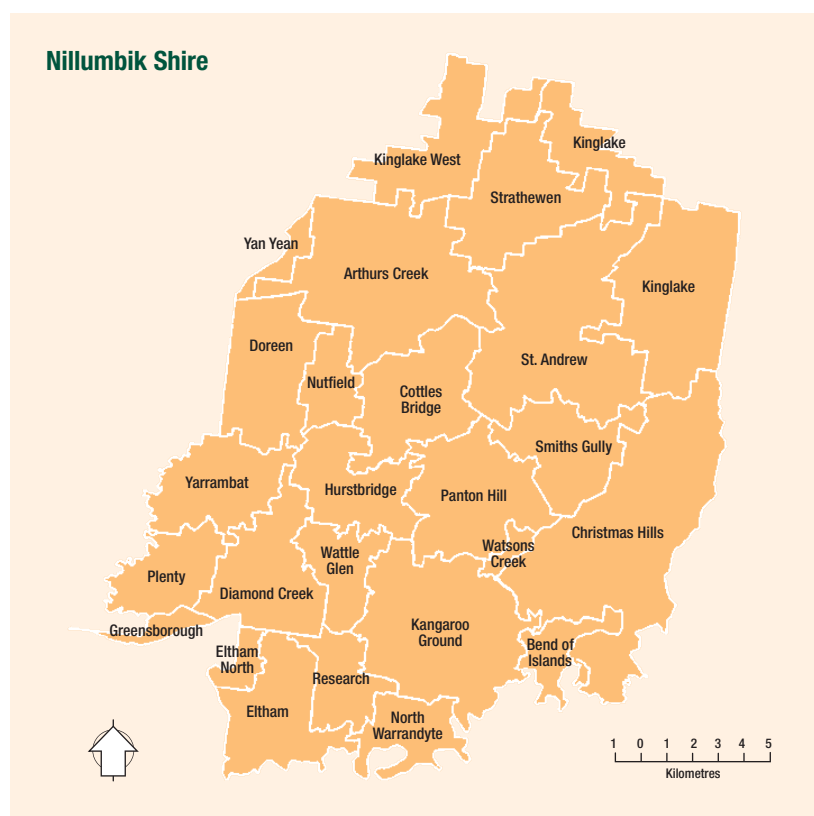 Nillumbik Shire
Kinglake
Kinglake West
Strathewen
Yan Yean
Arthurs Creek
Kinglake
Doreen
St. Andrew
Nutfield
Cottles
Bridge
Smiths Gully
Yarrambat
Hurstbridge
Panton Hill
Christmas Hills
Watsons
Creek
Wattle
Glen
Plenty
Diamond Creek
Kangaroo
Ground
Greensborough
Eltham
North
Bend of
Islands
Research
Eltham
North
Warrandyte
1 0 1 2 3 4 5
Kilometres